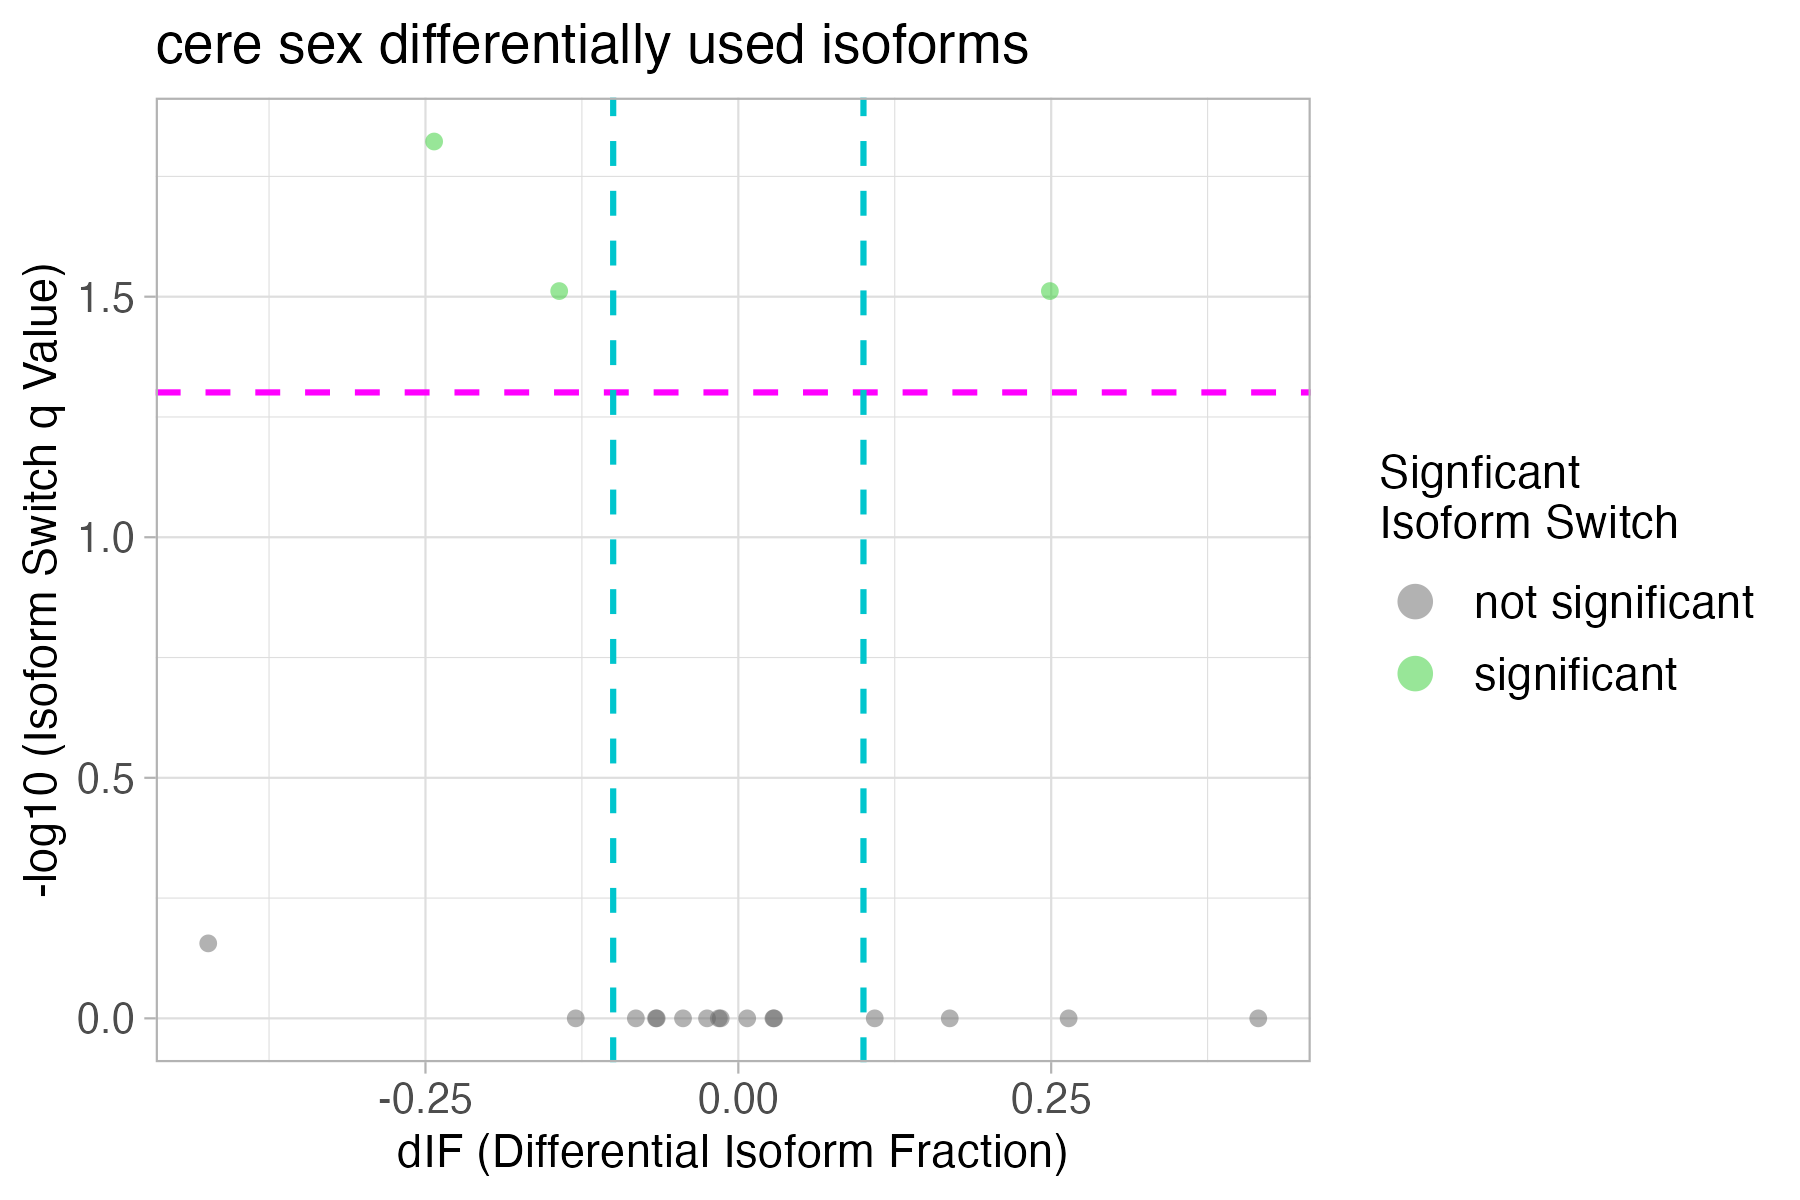 cere sex differentially used isoforms
-log10 (Isoform Switch q Value)
1.5
1.0
0.5
0.0
-0.25
0.00
0.25
dIF (Differential Isoform Fraction)
Signficant
Isoform Switch
not significant
significant